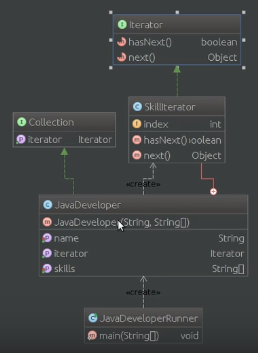 Iterator
hasNext() boolean
next() Object
SkillIterator
index int
hasNext() boolean
next() Object
Collection
iterator Iterator
«create»
JavaDeveloper
JavaDeveloper(String, String[])
name String
iterator Iterator
skills String[]
«create»
JavaDeveloperRunner
main(String[]) void